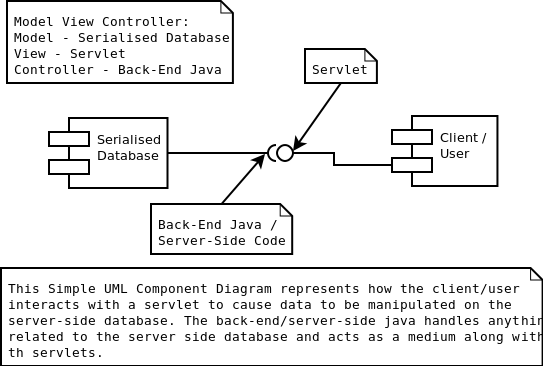 Model View Controller:
Model - Serialised Database
View - Servlet
Controller - Back-End Java
Servlet
Serialised
Database
Client /
User
Back-End Java /
Server-Side Code
This Simple UML Component Diagram represents how the client/user
interacts with a servlet to cause data to be manipulated on the
server-side database. The back-end/server-side java handles anythin
related to the server side database and acts as a medium along with
th servlets.